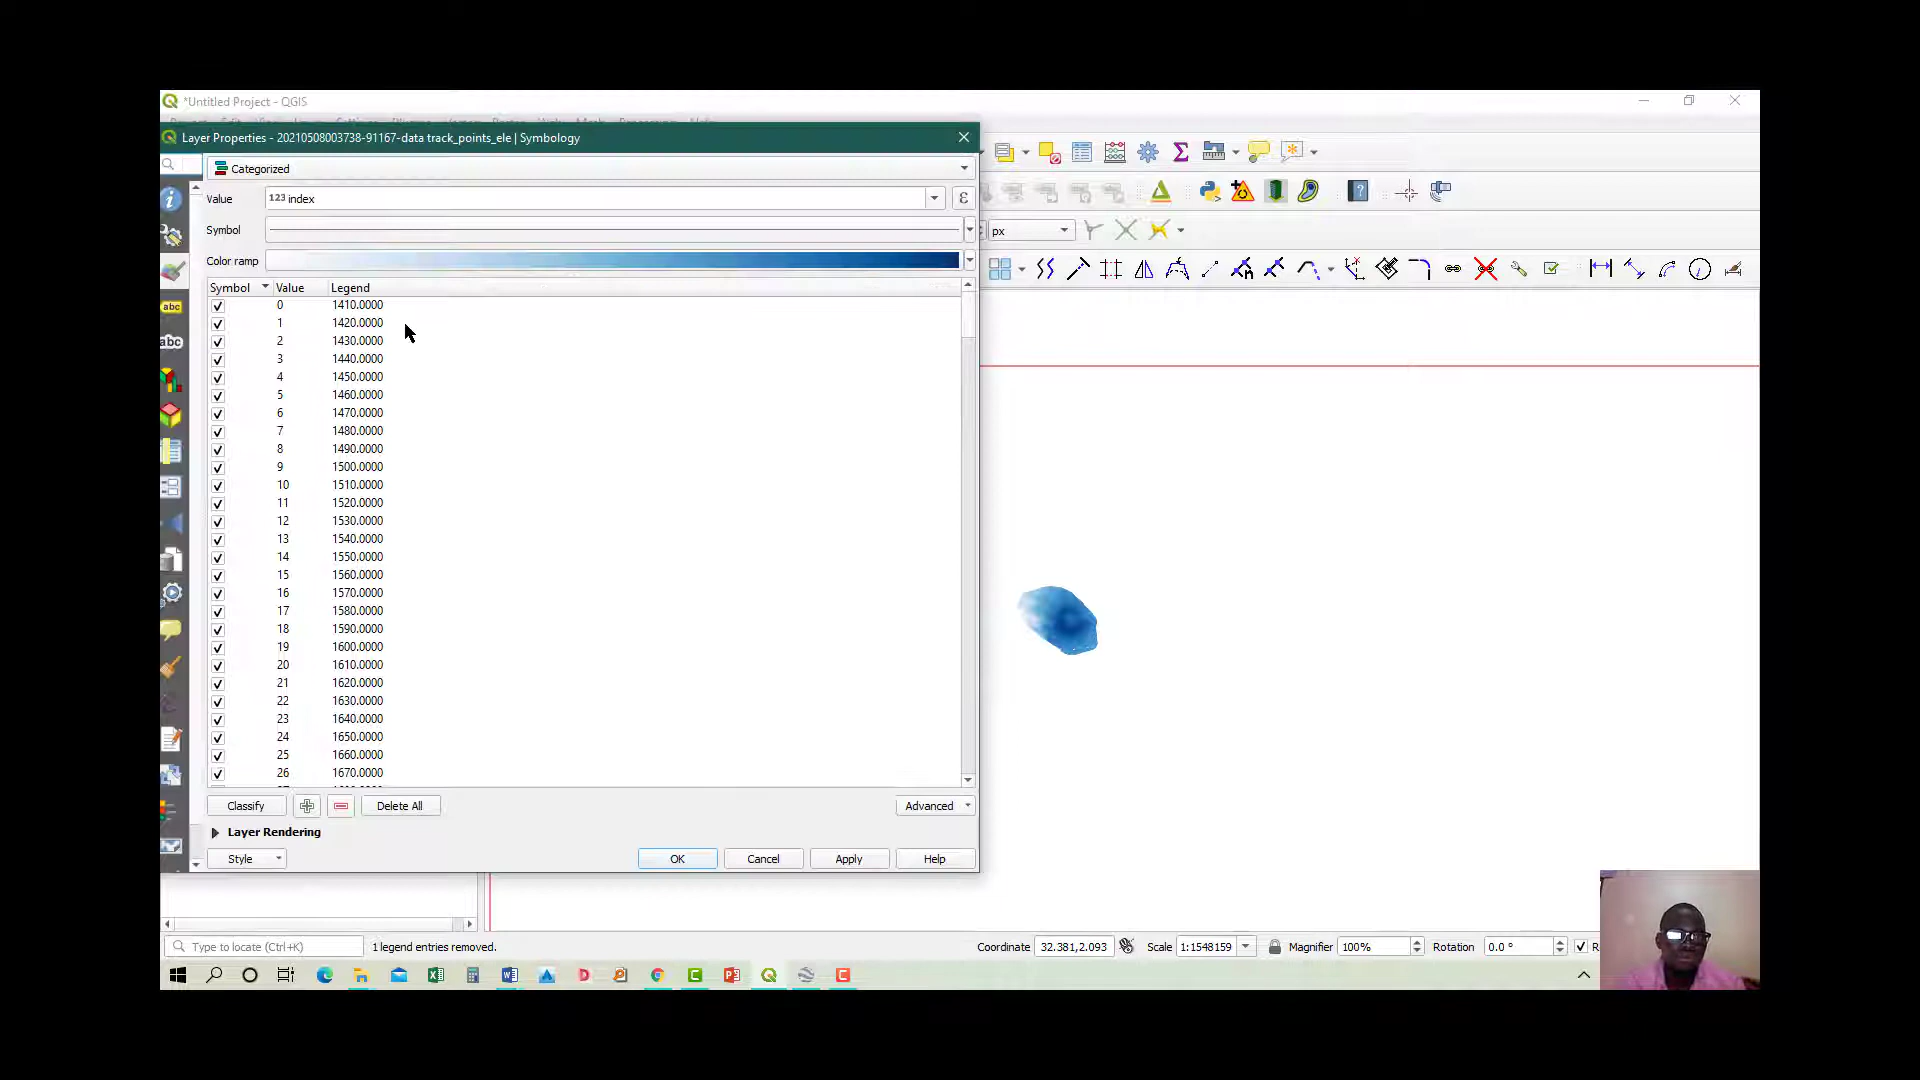 *Untitled Project - QGIS
Layer Properties - 20210508003738-91167-data track_points_ele | Symbology
Categorized
Value 123 index ε
Symbol
px
Color ramp
Symbol Value Legend
0 1410.0000
1 1420.0000
2 1430.0000
3 1440.0000
4 1450.0000
5 1460.0000
6 1470.0000
7 1480.0000
8 1490.0000
9 1500.0000
10 1510.0000
11 1520.0000
12 1530.0000
13 1540.0000
14 1550.0000
15 1560.0000
16 1570.0000
17 1580.0000
18 1590.0000
19 1600.0000
20 1610.0000
21 1620.0000
22 1630.0000
23 1640.0000
24 1650.0000
25 1660.0000
26 1670.0000
abc
abc
Classify Delete All Advanced
Layer Rendering
Style OK Cancel Apply Help
Type to locate (Ctrl+K) 1 legend entries removed. Coordinate 32.381,2.093 Scale 1:1548159 Magnifier 100% Rotation 0.0 ° R